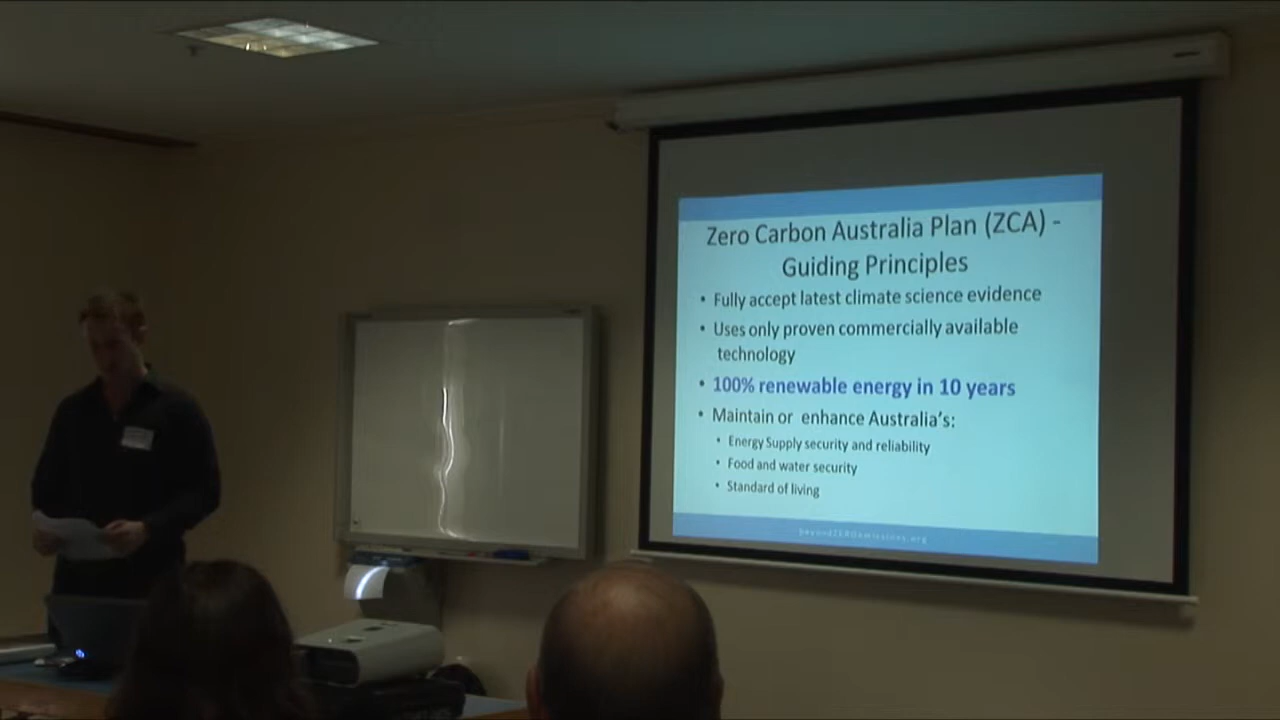 Zero Carbon Australia Plan (ZCA) -
Guiding Principles
• Fully accept latest climate science evidence
• Uses only proven commercially available
technology
• 100% renewable energy in 10 years
• Maintain or enhance Australia's:
• Energy Supply security and reliability
• Food and water security
• Standard of living
beyondZEROemissions.org